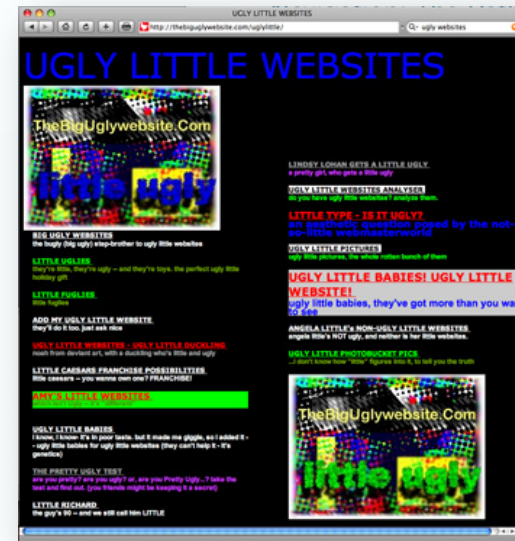 UGLY LITTLE WEBSITES
http://thebiguglywebsite.com/uglylittle/
ugly websites
UGLY LITTLE WEBSITES
TheBigUglywebsite.Com
little ugly
BIG UGLY WEBSITES
the bugly (big ugly) step-brother to ugly little websites
LITTLE UGLIES
they're little, they're ugly -- and they're toys. the perfect ugly little
holiday gift
LITTLE FUGLIES
little fuglies
ADD MY UGLY LITTLE WEBSITE
they'll do it too. just ask nice
UGLY LITTLE WEBSITES - UGLY LITTLE DUCKLING
noah from deviant art, with a duckling who's little and ugly
LITTLE CAESARS FRANCHISE POSSIBILITIES
little caesars -- you wanna own one? FRANCHISE!
AMY'S LITTLE WEBSITES
UGLY LITTLE BABIES
I know, I know- it's in poor taste. but it made me giggle, so I added it -
- ugly little babies for ugly little websites (they can't help it - it's
genetics)
THE PRETTY UGLY TEST
are you pretty? are you ugly? or, are you Pretty Ugly...? take the
test and find out. (you friends might be keeping it a secret)
LITTLE RICHARD
the guy's 90 -- and we still call him LITTLE
LINDSY LOHAN GETS A LITTLE UGLY
a pretty girl, who gets a little ugly
UGLY LITTLE WEBSITES ANALYSER
do you have ugly little websites? analyze them.
LITTLE TYPE - IS IT UGLY?
an aesthetic question posed by the not-
so-little webmasterworld
UGLY LITTLE PICTURES
ugly little pictures, the whole rotten bunch of them
UGLY LITTLE BABIES! UGLY LITTLE
WEBSITE!
ugly little babies, they've got more than you wa
to see
ANGELA LITTLE's NON-UGLY LITTLE WEBSITES
angela little's NOT ugly, and neither is her little websites.
UGLY LITTLE PHOTOBUCKET PICS
...i don't know how "little" figures into it, to tell you the truth
TheBigUglywebsite.Com
little ugly